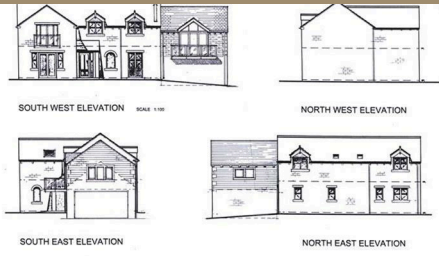 SOUTH WEST ELEVATION SCALE 1:100
NORTH WEST ELEVATION
SOUTH EAST ELEVATION
NORTH EAST ELEVATION